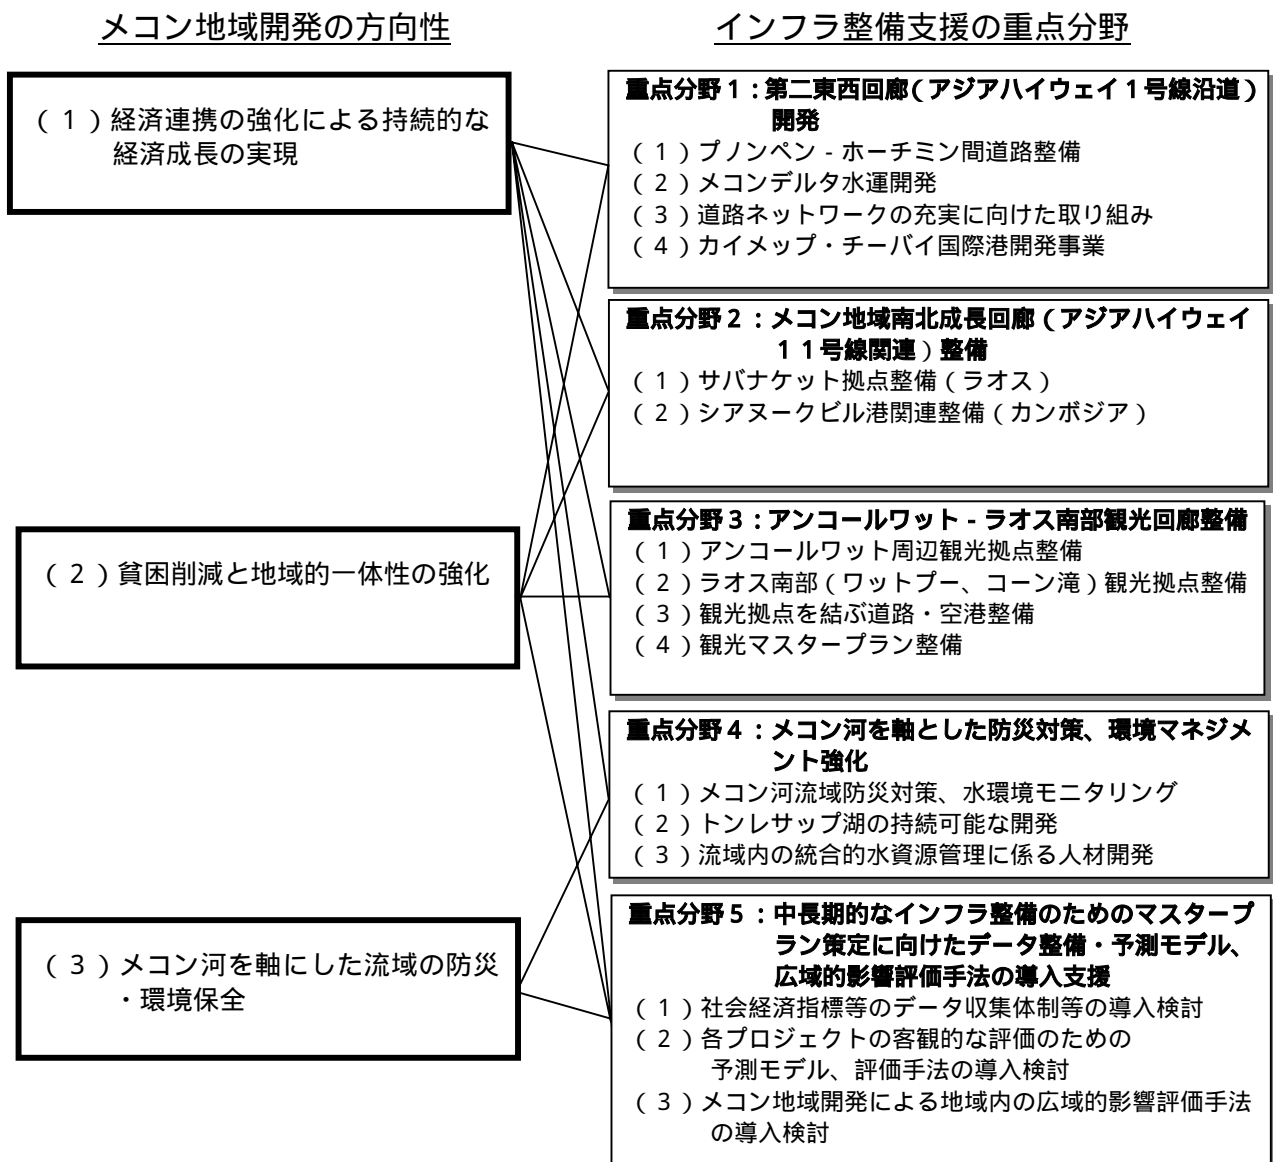 メコン地域開発の方向性
(1)経済連携の強化による持続的な
経済成長の実現
(2)貧困削減と地域的一体性の強化
(3)メコン河を軸にした流域の防災
・環境保全
インフラ整備支援の重点分野
重点分野1:第二東西回廊(アジアハイウェイ1号線沿道)
開発
(1)プノンペン-ホーチミン間道路整備
(2)メコンデルタ水運開発
(3)道路ネットワークの充実に向けた取り組み
(4)カイメップ・チーバイ国際港開発事業
重点分野2:メコン地域南北成長回廊(アジアハイウェイ
11号線関連)整備
(1)サバナケット拠点整備(ラオス)
(2)シアヌークビル港関連整備(カンボジア)
重点分野3:アンコールワット-ラオス南部観光回廊整備
(1)アンコールワット周辺観光拠点整備
(2)ラオス南部(ワットプー、コーン滝)観光拠点整備
(3)観光拠点を結ぶ道路・空港整備
(4)観光マスタープラン整備
重点分野4:メコン河を軸とした防災対策、環境マネジメ
ント強化
(1)メコン河流域防災対策、水環境モニタリング
(2)トンレサップ湖の持続可能な開発
(3)流域内の統合的水資源管理に係る人材開発
重点分野5:中長期的なインフラ整備のためのマスタープ
ラン策定に向けたデータ整備・予測モデル、
広域的影響評価手法の導入支援
(1)社会経済指標等のデータ収集体制等の導入検討
(2)各プロジェクトの客観的な評価のための
予測モデル、評価手法の導入検討
(3)メコン地域開発による地域内の広域的影響評価手法
の導入検討